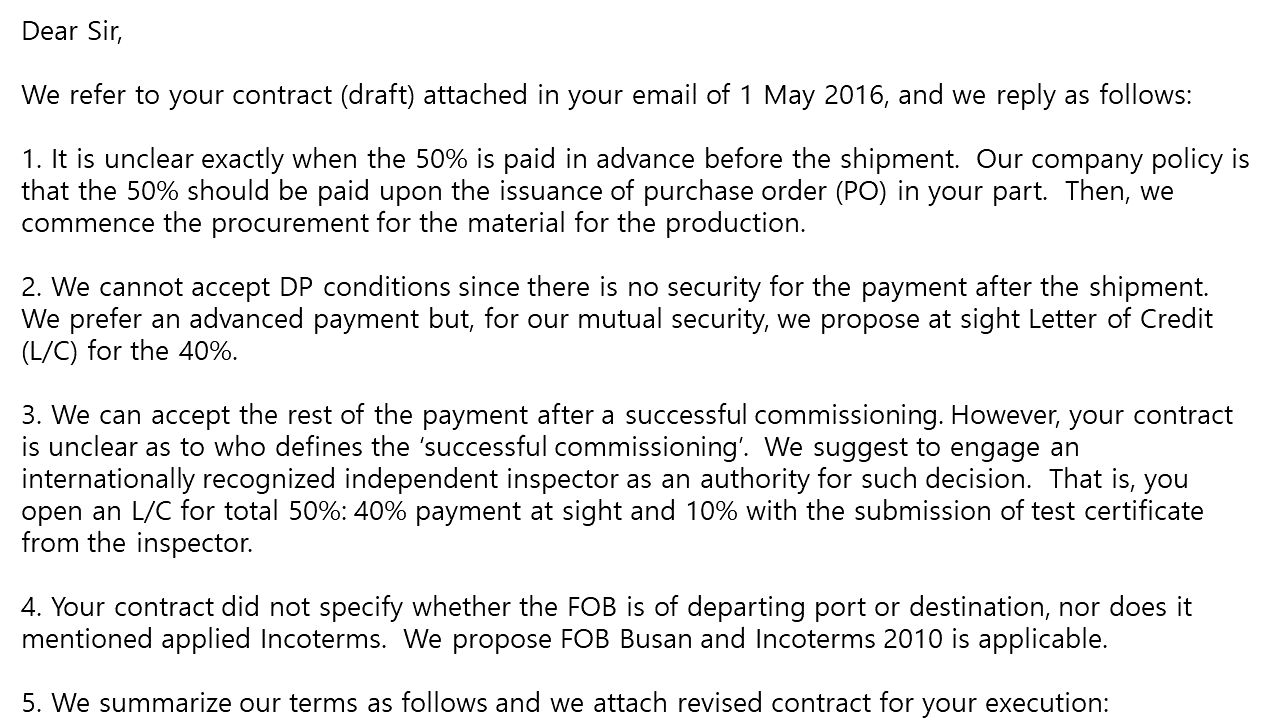 Dear Sir,
We refer to your contract (draft) attached in your email of 1 May 2016, and we reply as follows:
1. It is unclear exactly when the 50% is paid in advance before the shipment.  Our company policy is
that the 50% should be paid upon the issuance of purchase order (PO) in your part.  Then, we
commence the procurement for the material for the production.
2. We cannot accept DP conditions since there is no security for the payment after the shipment.
We prefer an advanced payment but, for our mutual security, we propose at sight Letter of Credit
(L/C) for the 40%.
3. We can accept the rest of the payment after a successful commissioning. However, your contract
is unclear as to who defines the ‘successful commissioning’.  We suggest to engage an
internationally recognized independent inspector as an authority for such decision.  That is, you
open an L/C for total 50%: 40% payment at sight and 10% with the submission of test certificate
from the inspector.
4. Your contract did not specify whether the FOB is of departing port or destination, nor does it
mentioned applied Incoterms.  We propose FOB Busan and Incoterms 2010 is applicable.
5. We summarize our terms as follows and we attach revised contract for your execution: